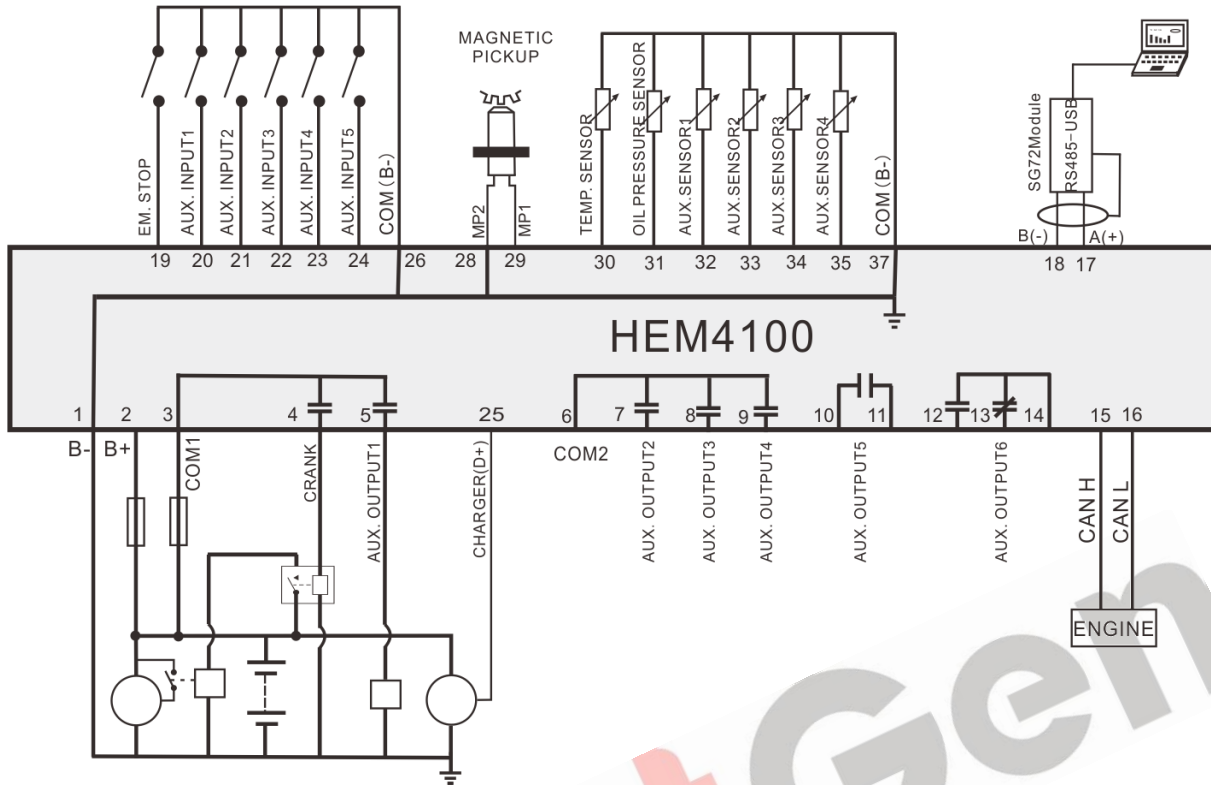 MAGNETIC
PICKUP
EM. STOP
AUX. INPUT1
AUX. INPUT2
AUX. INPUT3
AUX. INPUT4
AUX. INPUT5
COM (B-)
MP2
MP1
TEMP. SENSOR
OIL PRESSURE SENSOR
AUX.SENSOR1
AUX.SENSOR2
AUX.SENSOR3
AUX.SENSOR4
COM (B-)
SG72Module
RS485-USB
B(-)
A(+)
19 20 21 22 23 24 26 28 29 30 31 32 33 34 35 37 18 17
HEM4100
1 2 3 4 5 25 6 7 8 9 10 11 12 13 14 15 16
B-
B+
COM1
CRANK
AUX. OUTPUT1
CHARGER(D+)
COM2
AUX. OUTPUT2
AUX. OUTPUT3
AUX. OUTPUT4
AUX. OUTPUT5
AUX. OUTPUT6
CAN H
CAN L
ENGINE
Gen